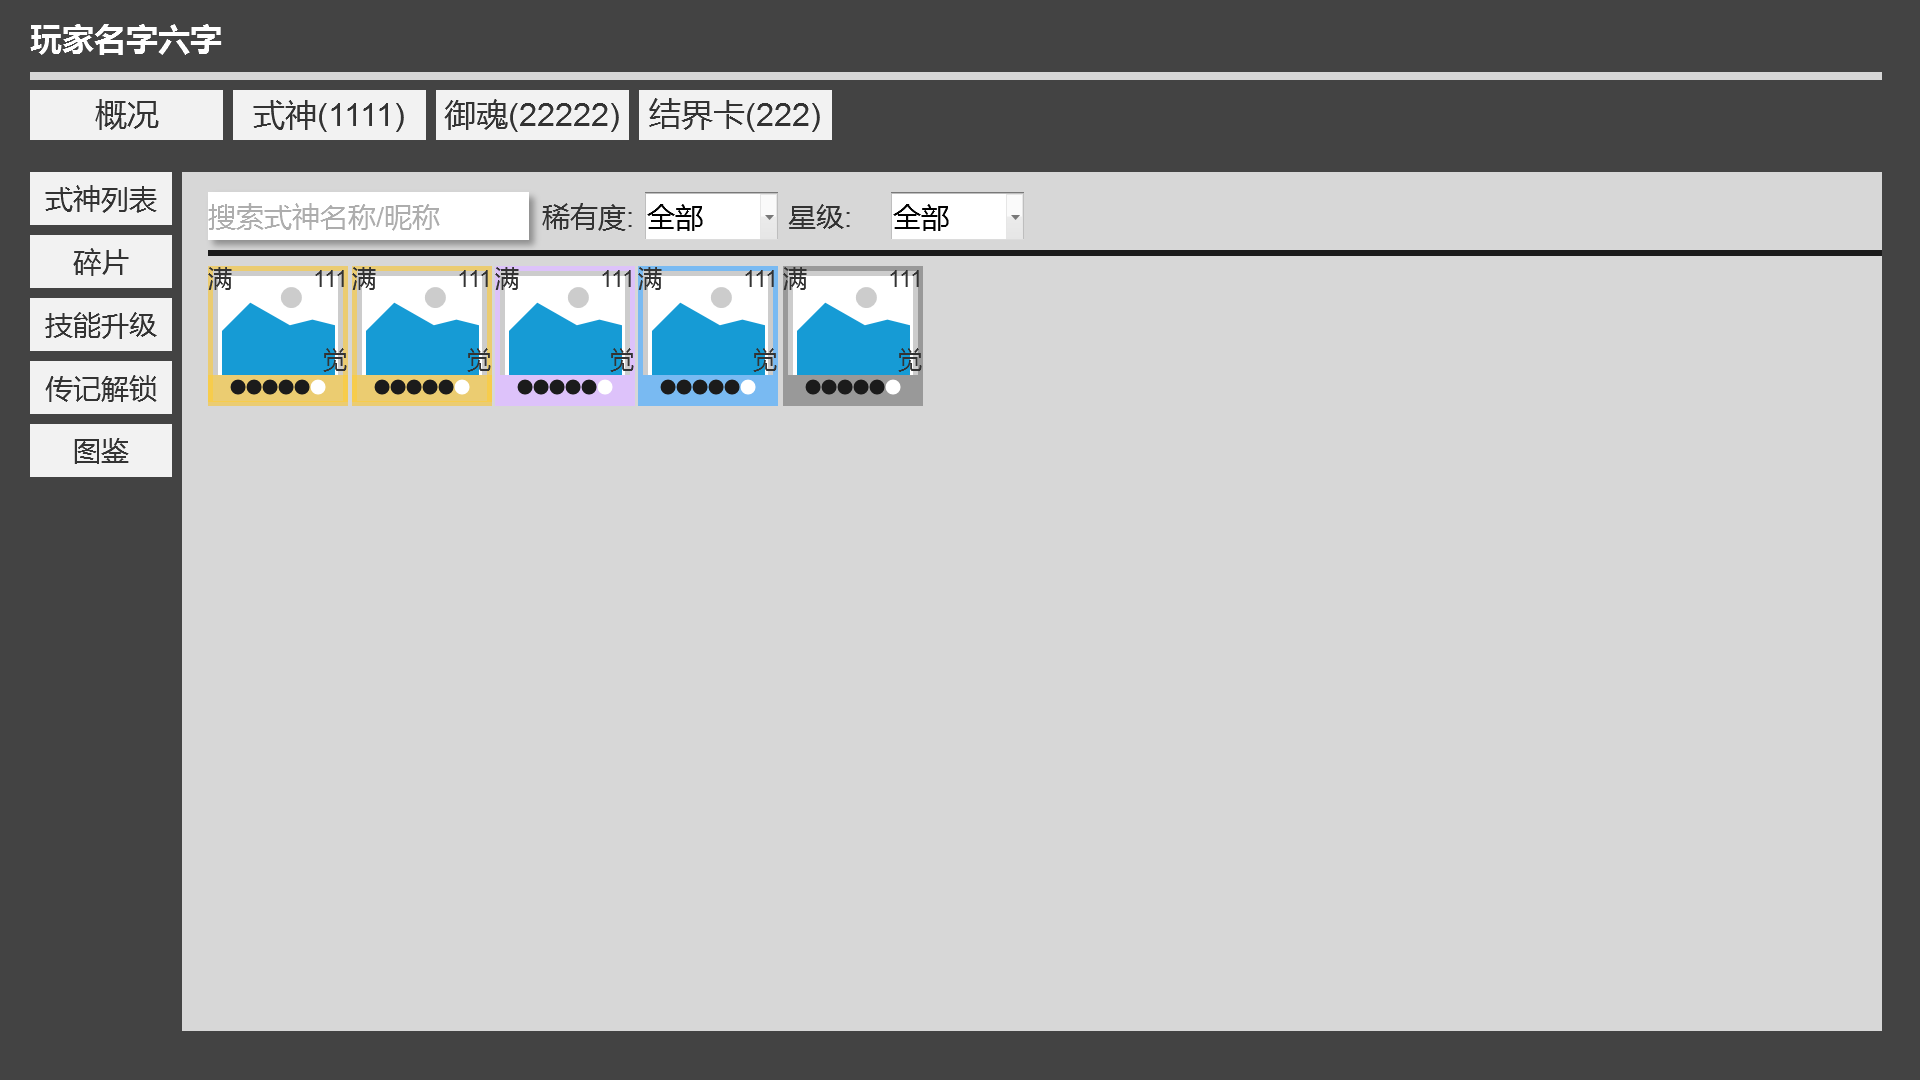 玩家名字六字
概况 式神(1111) 御魂(22222) 结界卡(222)
式神列表
碎片
技能升级
传记解锁
图鉴
搜索式神名称/昵称 稀有度: 全部 星级: 全部
满 111 满 111 满 111 满 111 满 111
觉 觉 觉 觉 觉